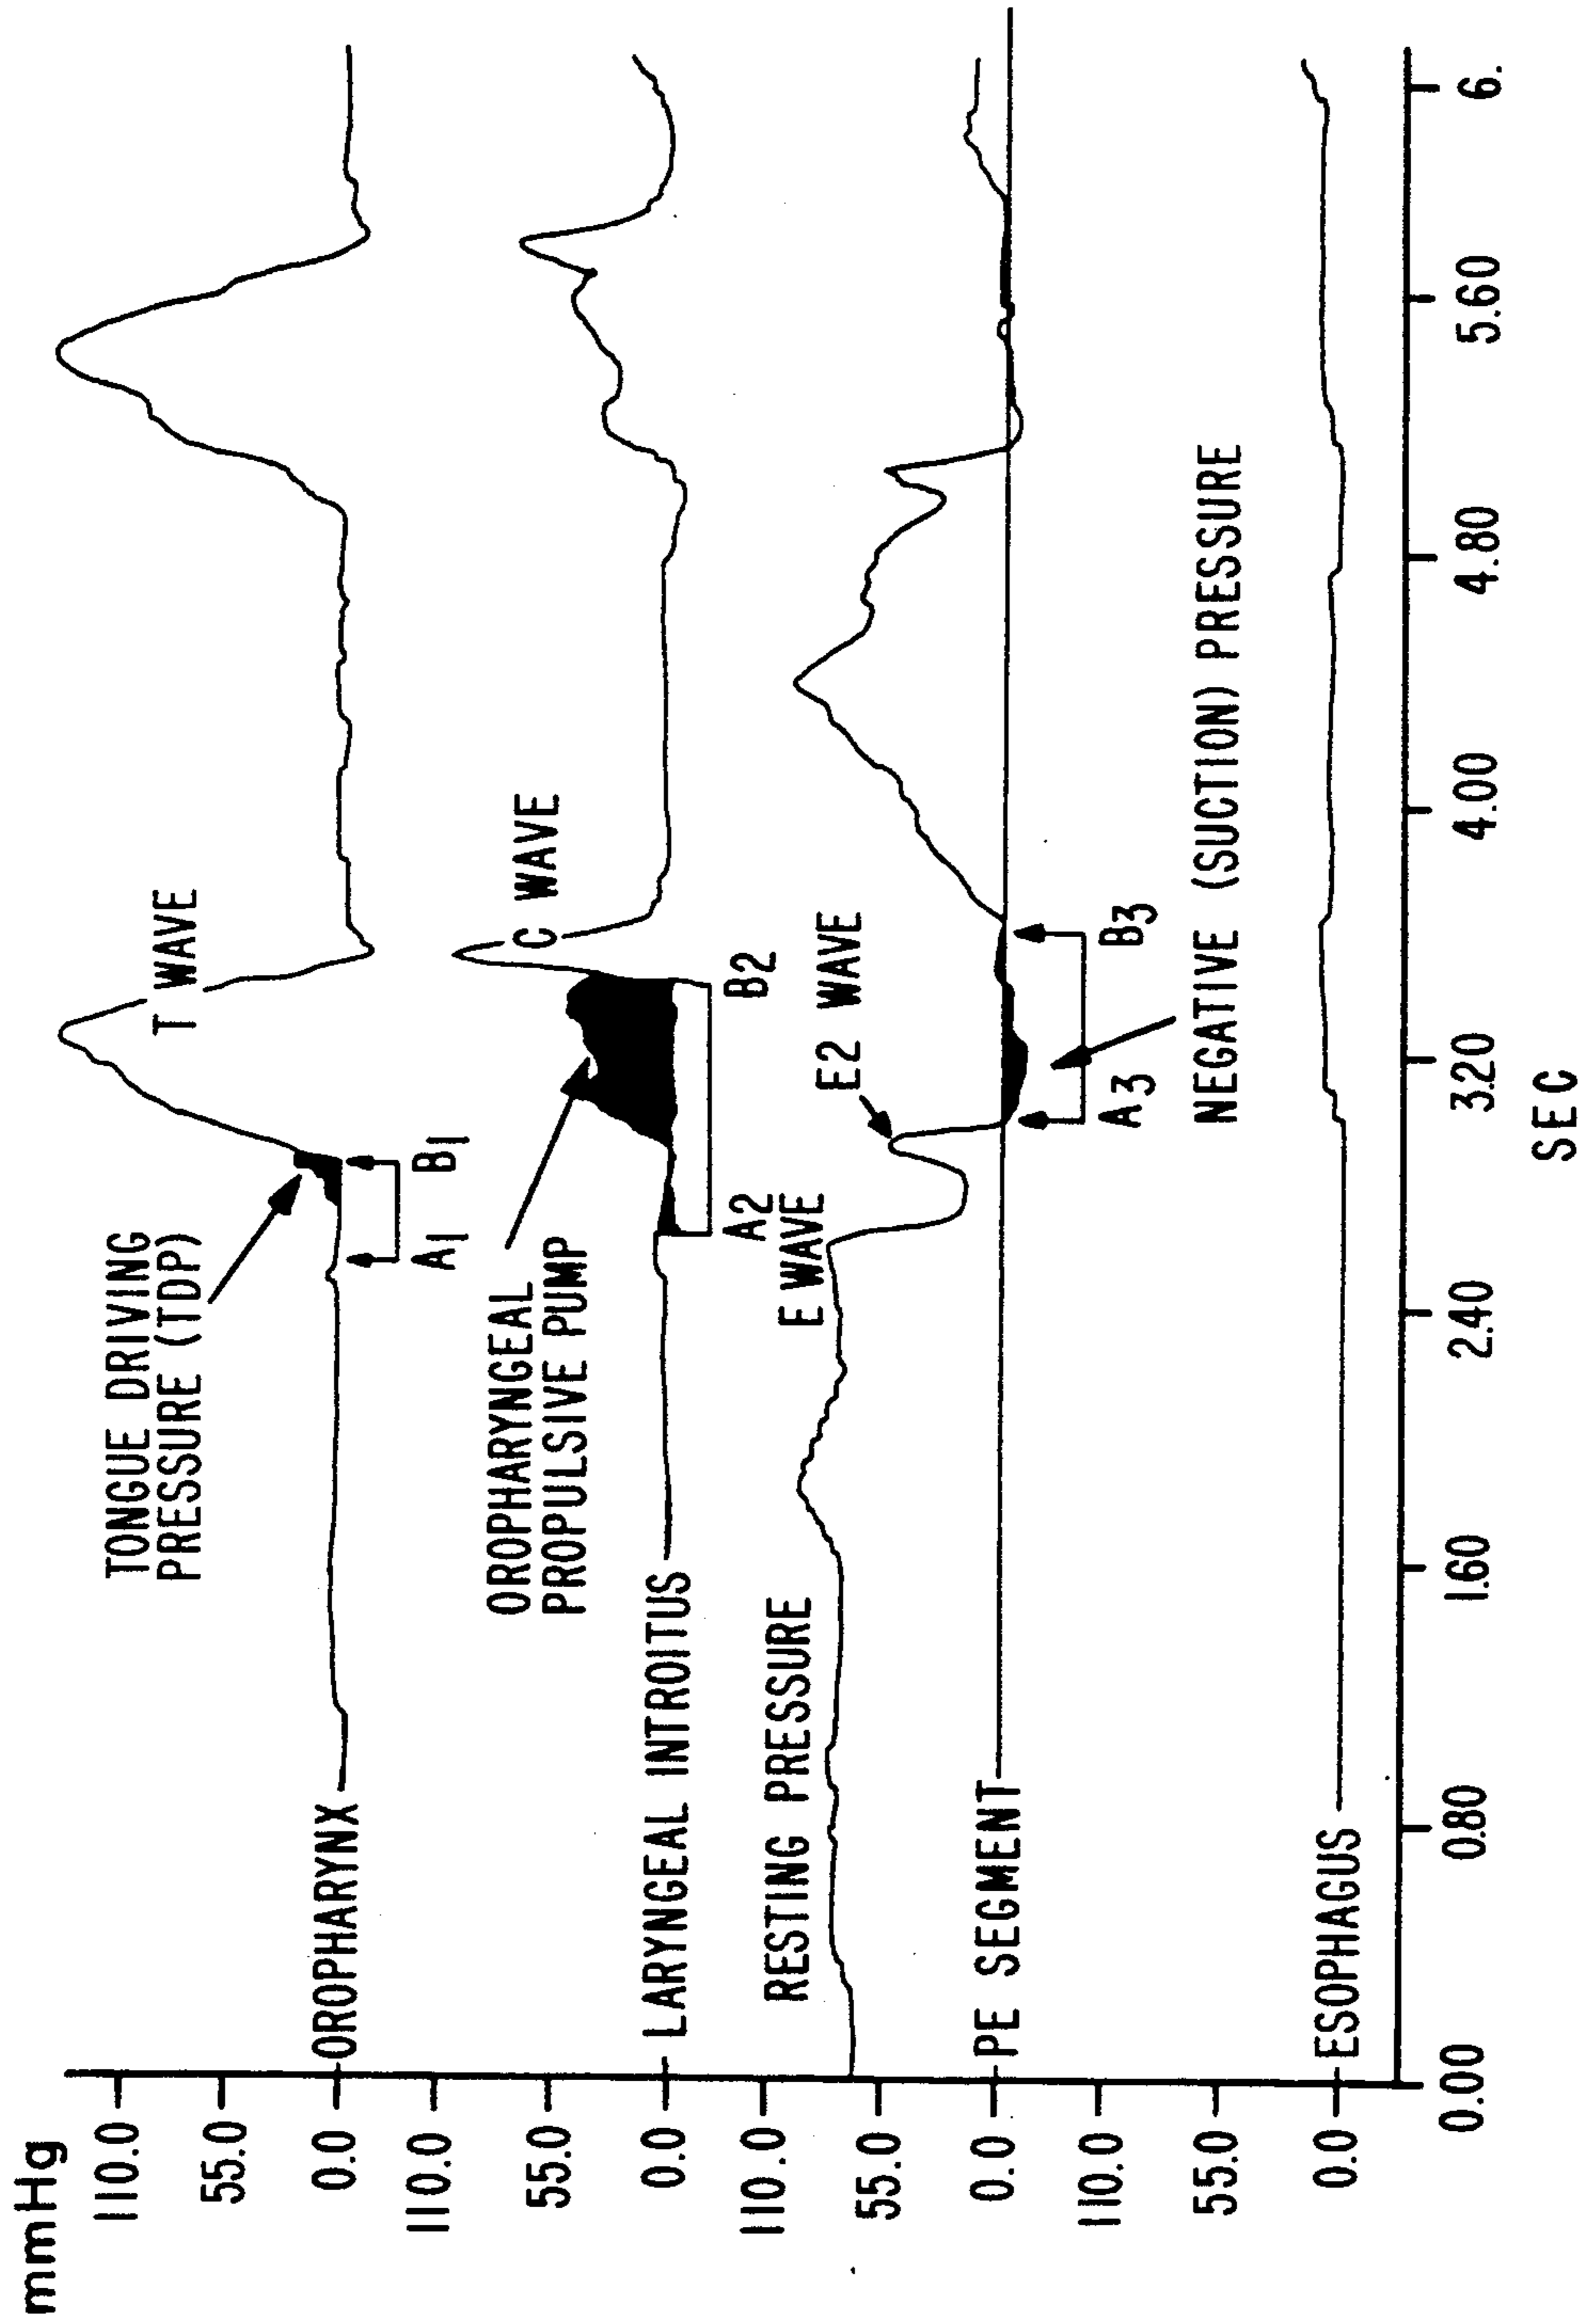 mmHg
110.0
55.0
0.0
OROPHARYNX
TONGUE DRIVING
PRESSURE (TDP)
A1
B1
T WAVE
110.0
55.0
0.0
LARYNGEAL INTROITUS
OROPHARYNGEAL
PROPULSIVE PUMP
A2
B2
C WAVE
110.0
55.0
0.0
RESTING PRESSURE
PE SEGMENT
E WAVE
E2 WAVE
A3
B3
NEGATIVE (SUCTION) PRESSURE
110.0
55.0
0.0
ESOPHAGUS
0.00
0.80
1.60
2.40
3.20
4.00
4.80
5.60
6.
SEC